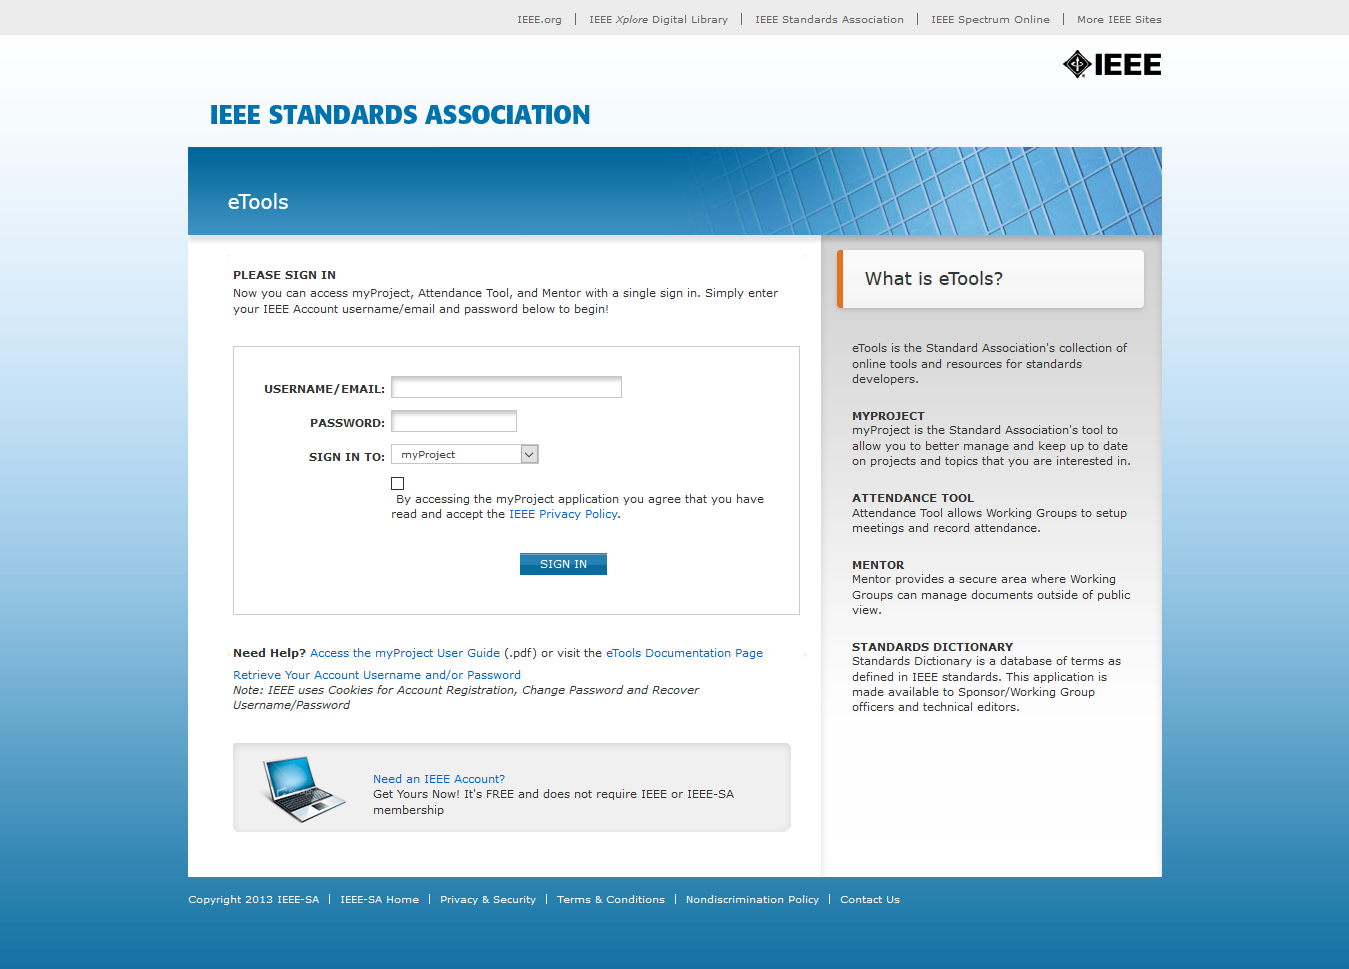 IEEE.org | IEEE Xplore Digital Library | IEEE Standards Association | IEEE Spectrum Online | More IEEE Sites
IEEE
IEEE STANDARDS ASSOCIATION
eTools
PLEASE SIGN IN
Now you can access myProject, Attendance Tool, and Mentor with a single sign in. Simply enter
your IEEE Account username/email and password below to begin!
USERNAME/EMAIL:
PASSWORD:
SIGN IN TO: myProject
By accessing the myProject application you agree that you have
read and accept the IEEE Privacy Policy.
SIGN IN
Need Help? Access the myProject User Guide (.pdf) or visit the eTools Documentation Page
Retrieve Your Account Username and/or Password
Note: IEEE uses Cookies for Account Registration, Change Password and Recover
Username/Password
Need an IEEE Account?
Get Yours Now! It's FREE and does not require IEEE or IEEE-SA
membership
What is eTools?
eTools is the Standard Association's collection of
online tools and resources for standards
developers.
MYPROJECT
myProject is the Standard Association's tool to
allow you to better manage and keep up to date
on projects and topics that you are interested in.
ATTENDANCE TOOL
Attendance Tool allows Working Groups to setup
meetings and record attendance.
MENTOR
Mentor provides a secure area where Working
Groups can manage documents outside of public
view.
STANDARDS DICTIONARY
Standards Dictionary is a database of terms as
defined in IEEE standards. This application is
made available to Sponsor/Working Group
officers and technical editors.
Copyright 2013 IEEE-SA | IEEE-SA Home | Privacy & Security | Terms & Conditions | Nondiscrimination Policy | Contact Us